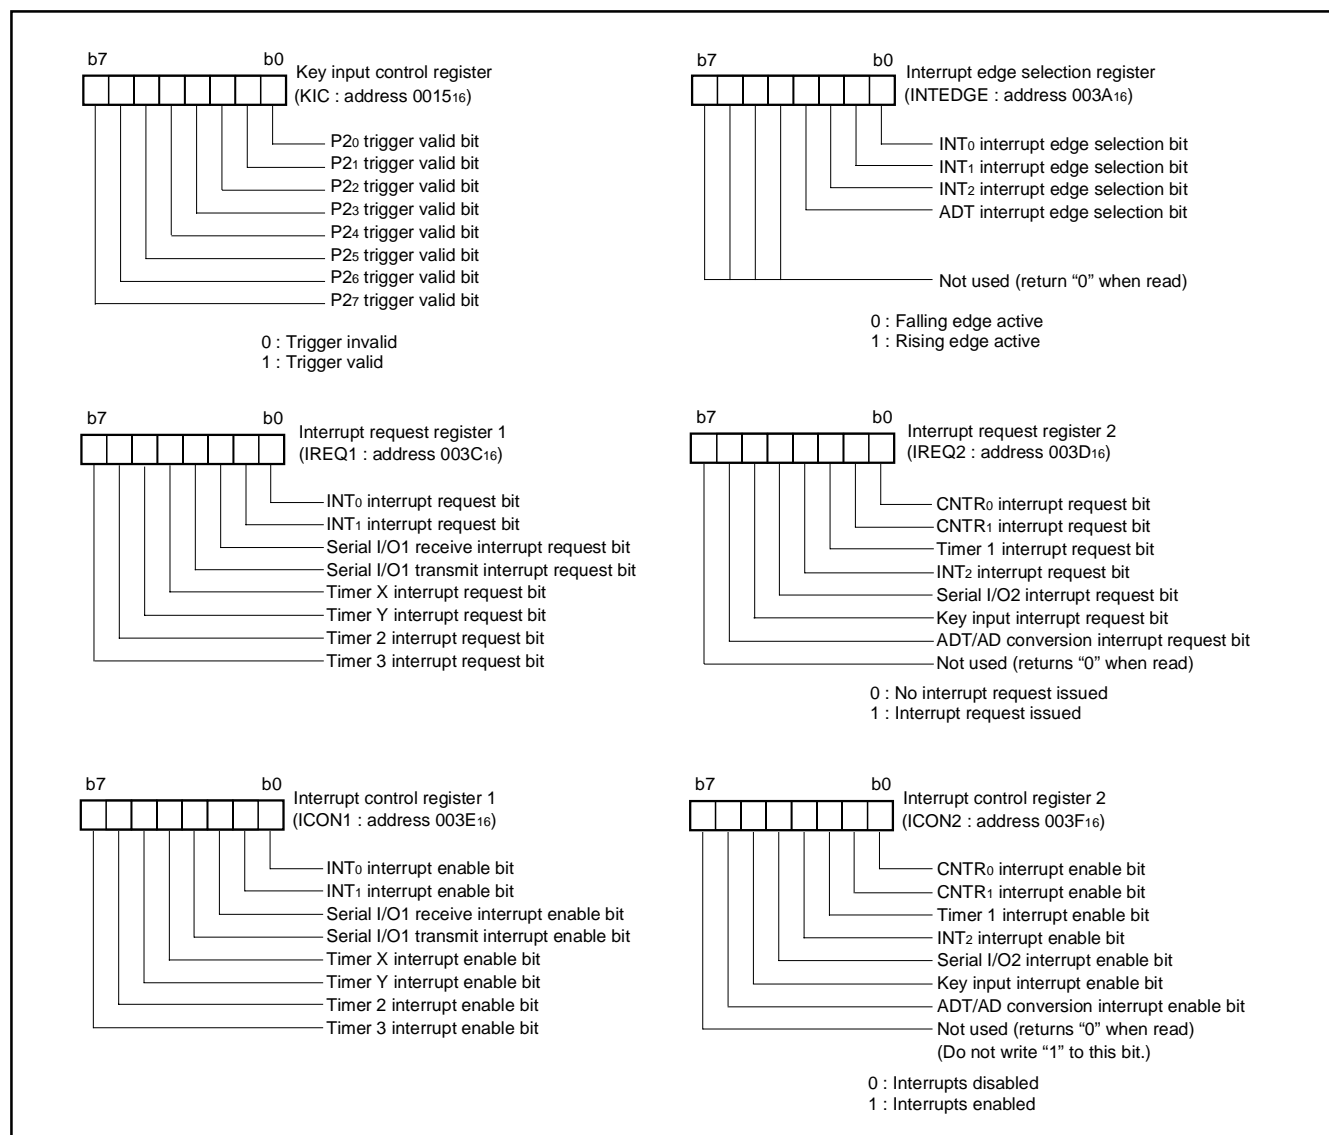 b7 b0
Key input control register
(KIC : address 0015₁₆)
P2₀ trigger valid bit
P2₁ trigger valid bit
P2₂ trigger valid bit
P2₃ trigger valid bit
P2₄ trigger valid bit
P2₅ trigger valid bit
P2₆ trigger valid bit
P2₇ trigger valid bit
0 : Trigger invalid
1 : Trigger valid
b7 b0
Interrupt edge selection register
(INTEDGE : address 003A₁₆)
INT₀ interrupt edge selection bit
INT₁ interrupt edge selection bit
INT₂ interrupt edge selection bit
ADT interrupt edge selection bit
Not used (return “0” when read)
0 : Falling edge active
1 : Rising edge active
b7 b0
Interrupt request register 1
(IREQ1 : address 003C₁₆)
INT₀ interrupt request bit
INT₁ interrupt request bit
Serial I/O1 receive interrupt request bit
Serial I/O1 transmit interrupt request bit
Timer X interrupt request bit
Timer Y interrupt request bit
Timer 2 interrupt request bit
Timer 3 interrupt request bit
b7 b0
Interrupt request register 2
(IREQ2 : address 003D₁₆)
CNTR₀ interrupt request bit
CNTR₁ interrupt request bit
Timer 1 interrupt request bit
INT₂ interrupt request bit
Serial I/O2 interrupt request bit
Key input interrupt request bit
ADT/AD conversion interrupt request bit
Not used (returns “0” when read)
0 : No interrupt request issued
1 : Interrupt request issued
b7 b0
Interrupt control register 1
(ICON1 : address 003E₁₆)
INT₀ interrupt enable bit
INT₁ interrupt enable bit
Serial I/O1 receive interrupt enable bit
Serial I/O1 transmit interrupt enable bit
Timer X interrupt enable bit
Timer Y interrupt enable bit
Timer 2 interrupt enable bit
Timer 3 interrupt enable bit
b7 b0
Interrupt control register 2
(ICON2 : address 003F₁₆)
CNTR₀ interrupt enable bit
CNTR₁ interrupt enable bit
Timer 1 interrupt enable bit
INT₂ interrupt enable bit
Serial I/O2 interrupt enable bit
Key input interrupt enable bit
ADT/AD conversion interrupt enable bit
Not used (returns “0” when read)
(Do not write “1” to this bit.)
0 : Interrupts disabled
1 : Interrupts enabled